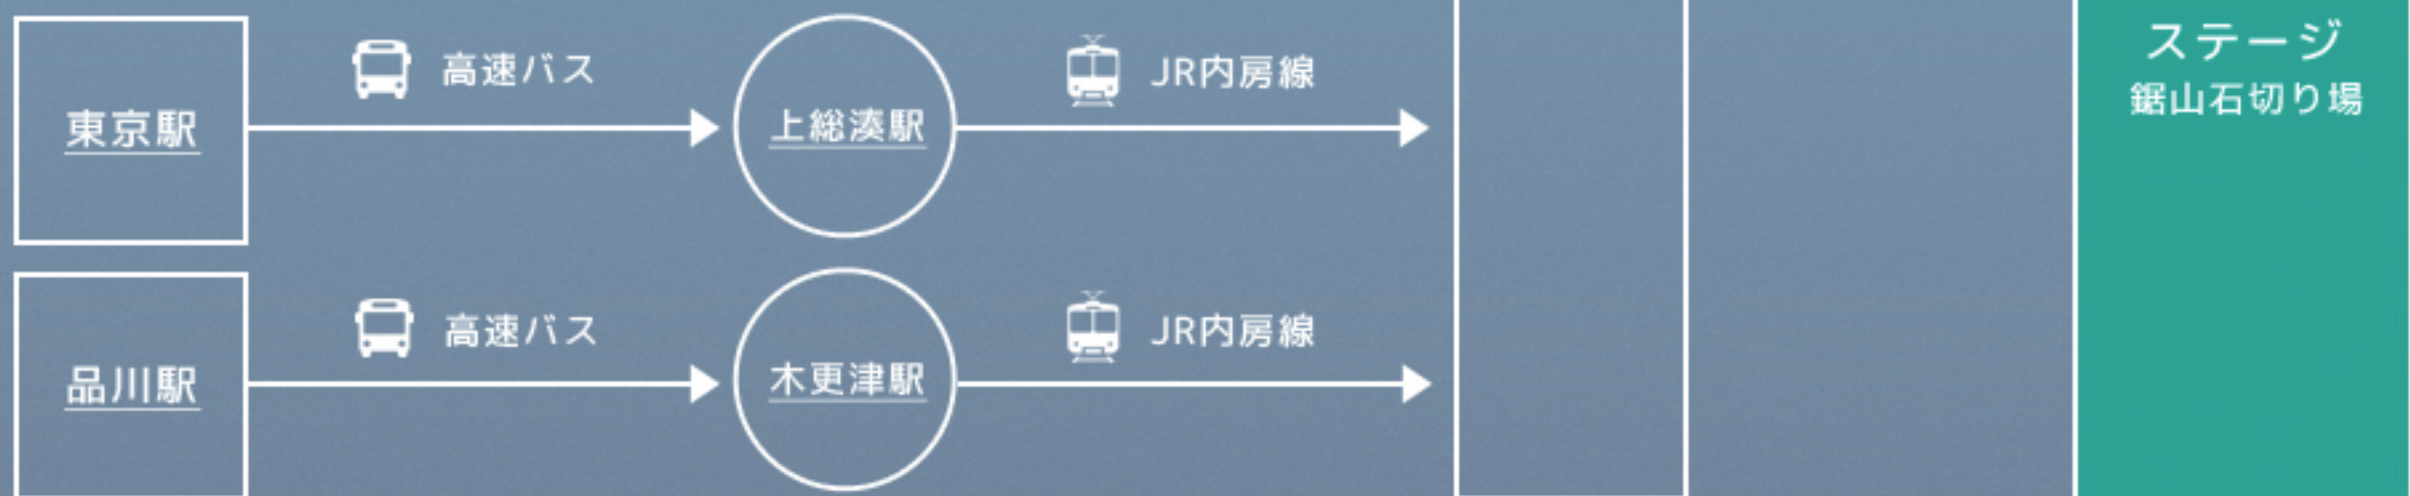 東京駅
高速バス
上総湊駅
JR内房線
ステージ
鋸山石切り場
品川駅
高速バス
木更津駅
JR内房線